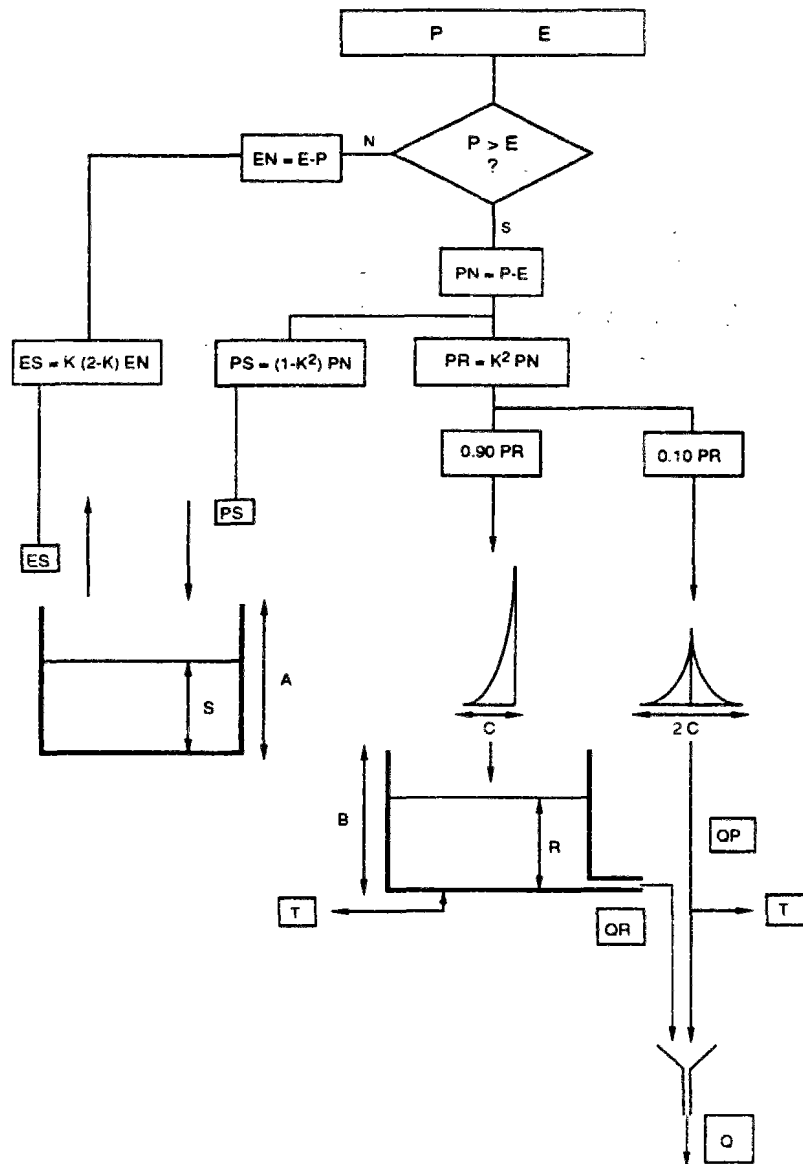 P E
P > E
?
N
EN = E-P
S
PN = P-E
ES = K (2-K) EN
PS = (1-K²) PN
PR = K² PN
0.90 PR
0.10 PR
PS
ES
A
S
C
2 C
B
R
QP
T
QR
T
Q